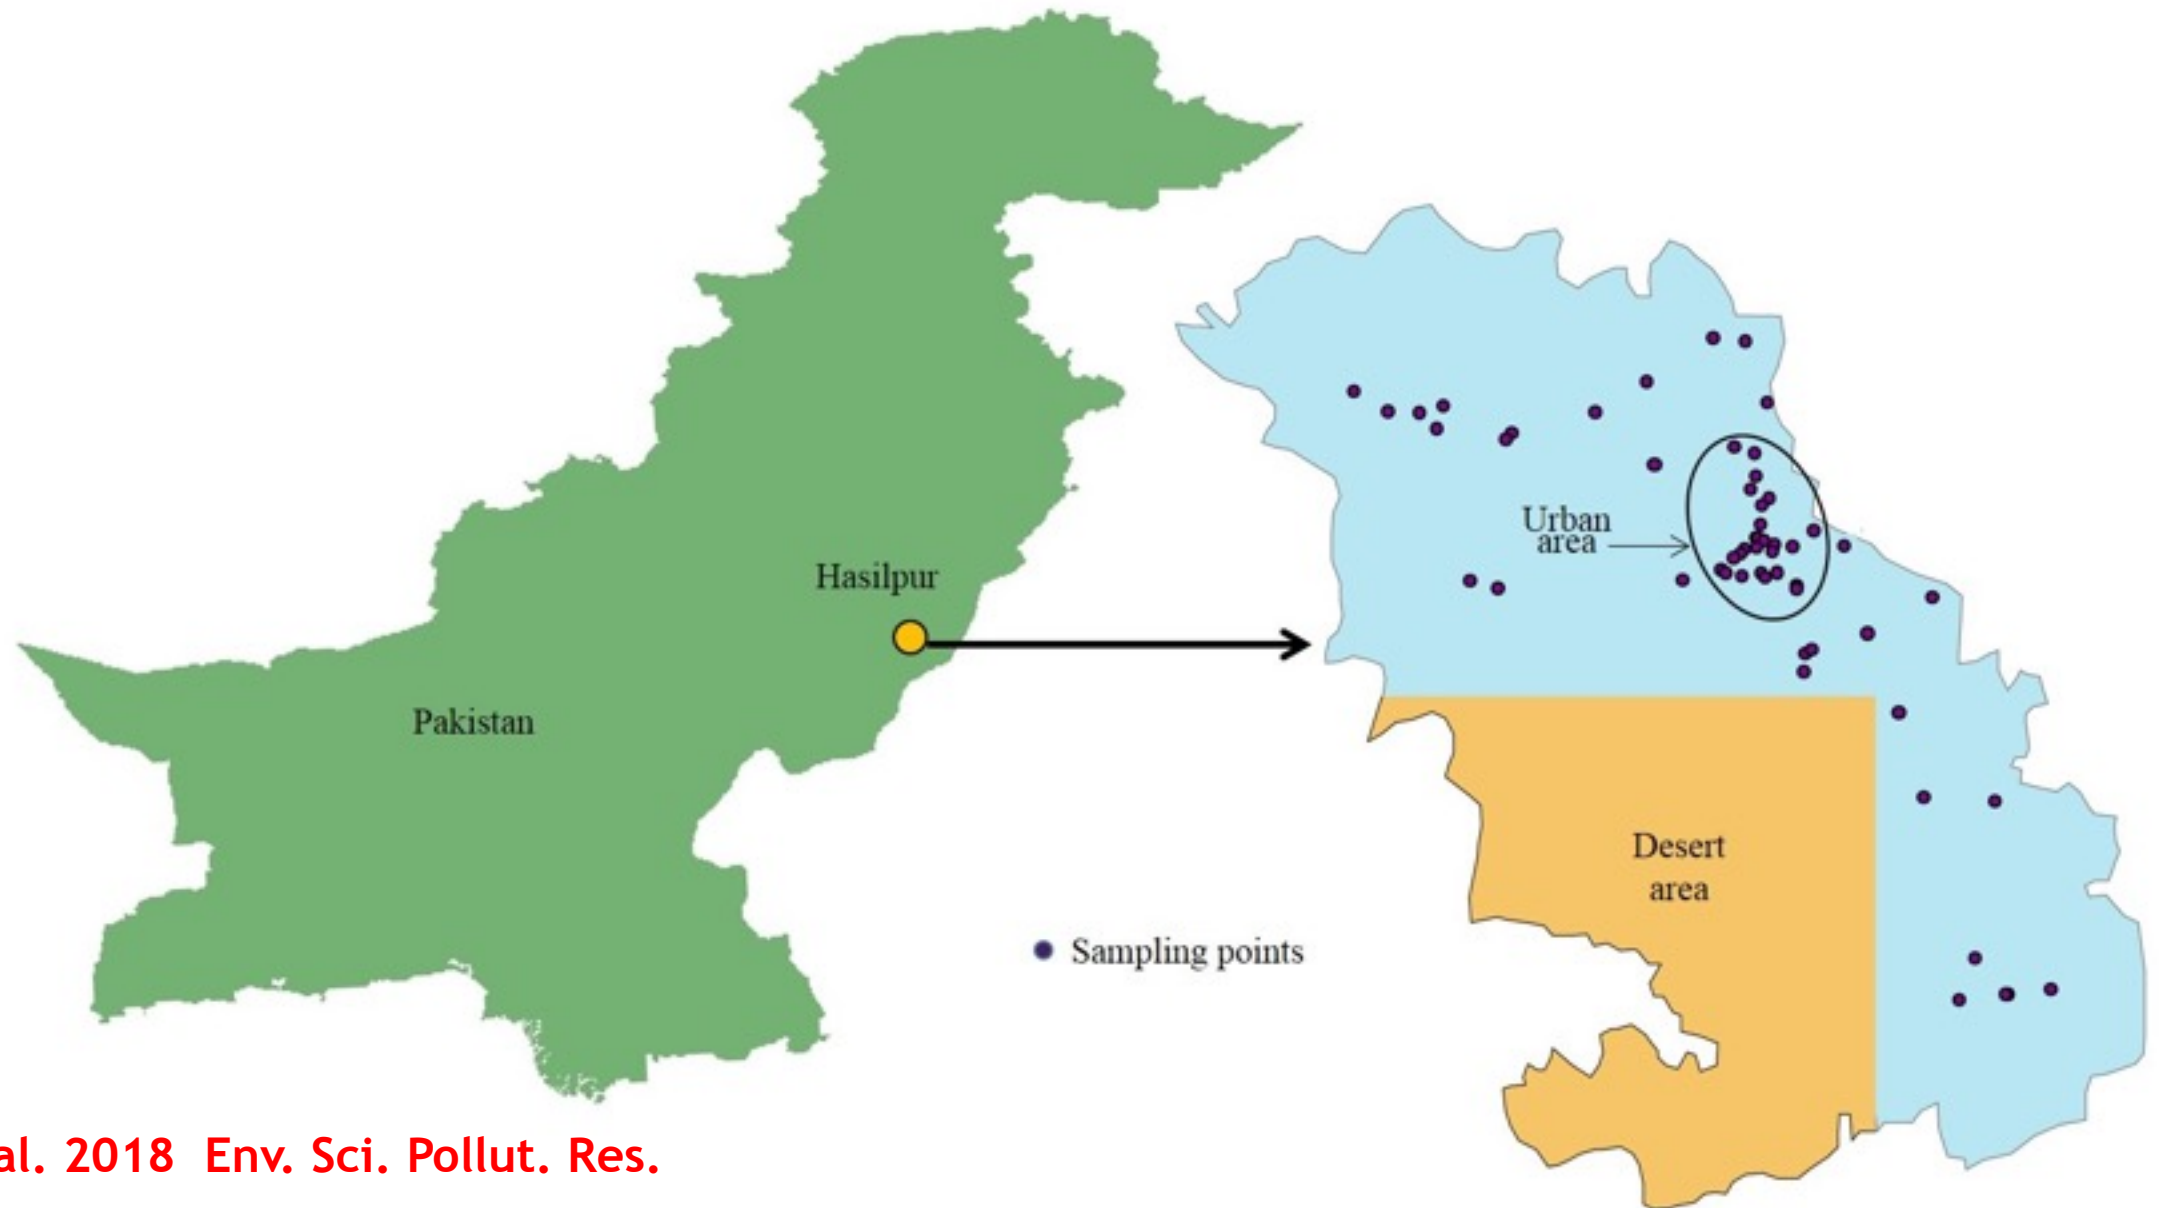 Urban
area
Hasilpur
Pakistan
Desert
area
Sampling points
al. 2018 Env. Sci. Pollut. Res.